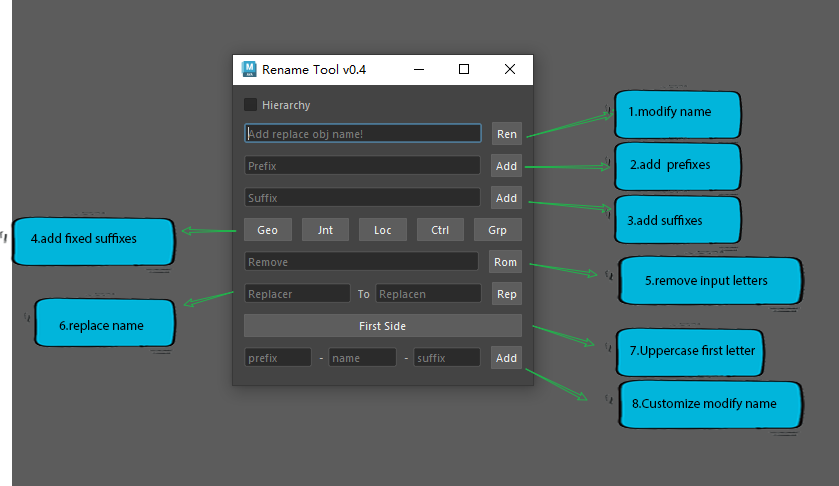 Rename Tool v0.4
Hierarchy
Add replace obj name! Ren
Prefix Add
Suffix Add
Geo Jnt Loc Ctrl Grp
Remove Rom
Replacer To Replacen Rep
First Side
prefix - name - suffix Add
1.modify name
2.add prefixes
3.add suffixes
4.add fixed suffixes
5.remove input letters
6.replace name
7.Uppercase first letter
8.Customize modify name